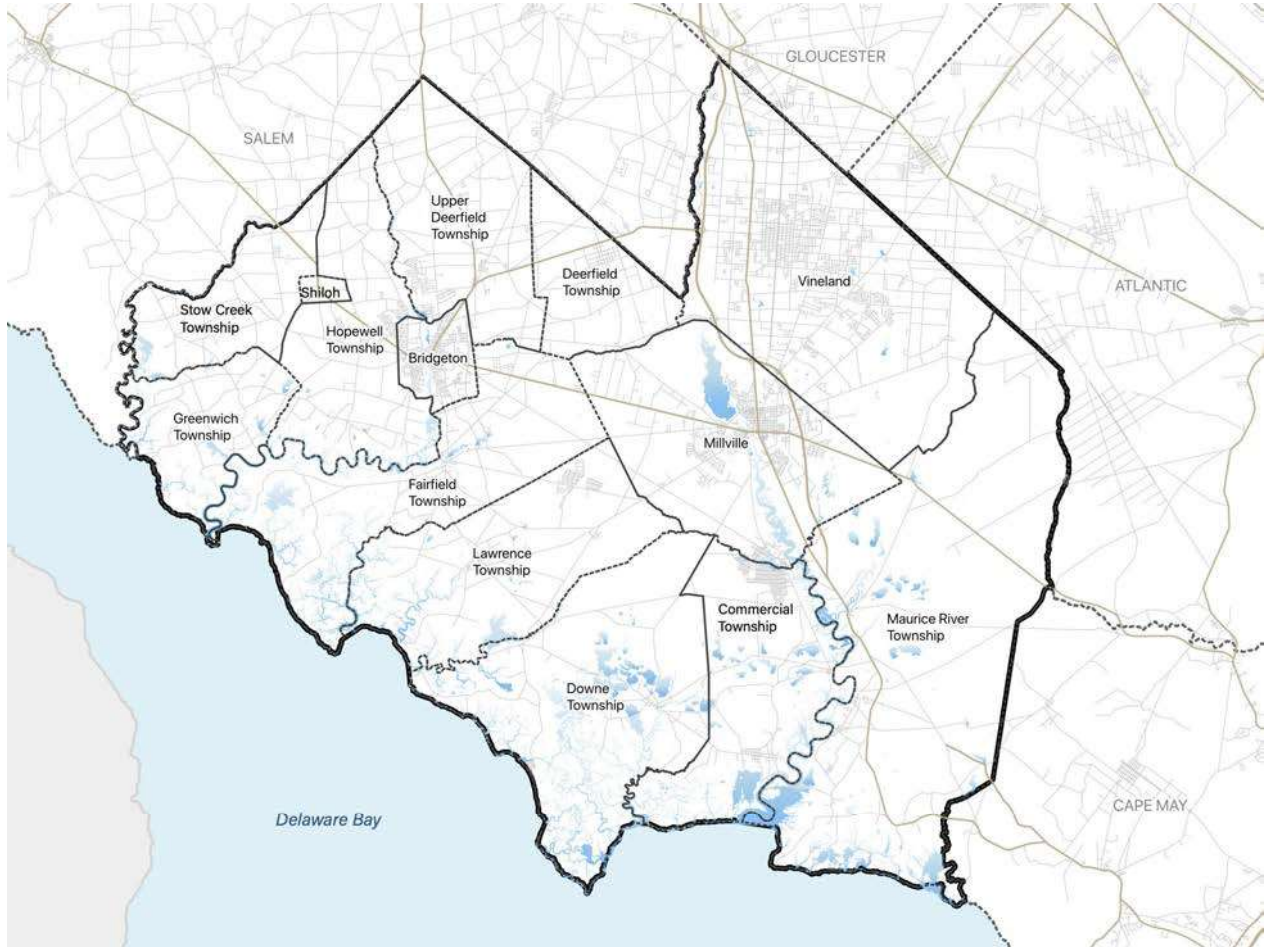 GLOUCESTER
SALEM
Upper
Deerfield
Township
Deerfield
Township
Vineland
ATLANTIC
Shiloh
Stow Creek
Township
Hopewell
Township
Bridgeton
Greenwich
Township
Millville
Fairfield
Township
Lawrence
Township
Commercial
Township
Maurice River
Township
Downe
Township
CAPE MAY
Delaware Bay